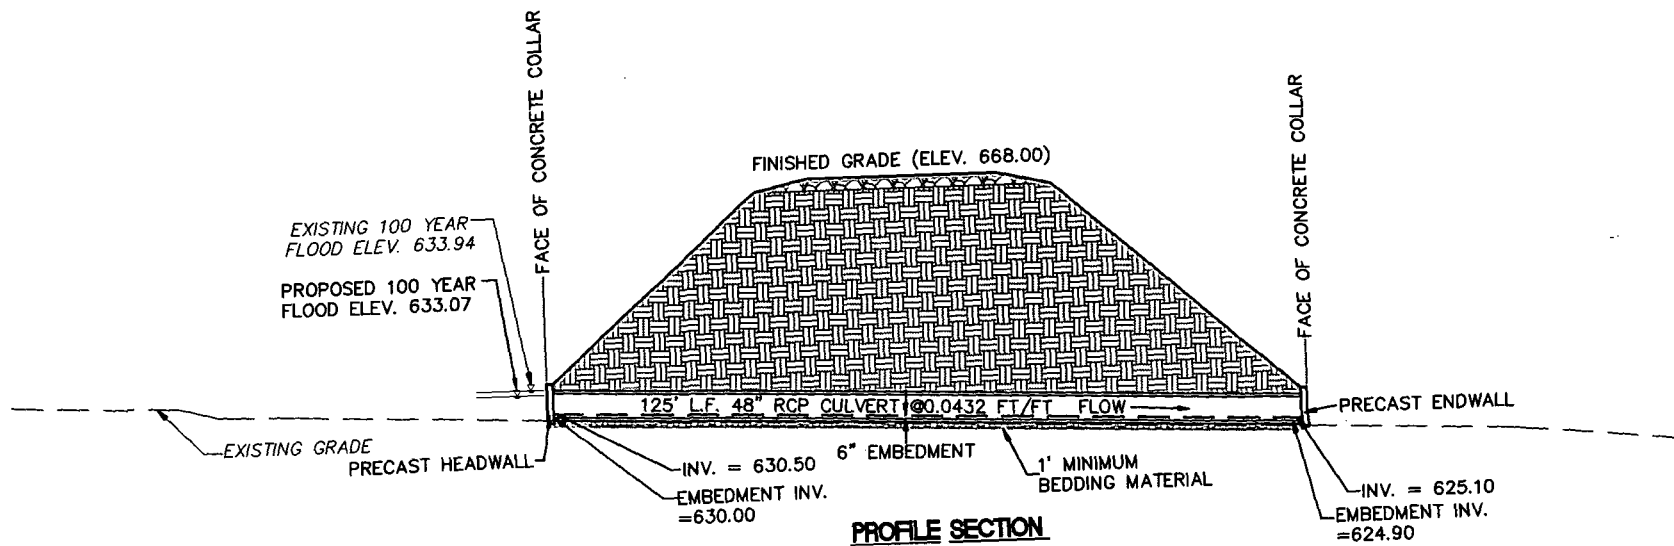 FACE OF CONCRETE COLLAR
FACE OF CONCRETE COLLAR
FINISHED GRADE (ELEV. 668.00)
EXISTING 100 YEAR
FLOOD ELEV. 633.94
PROPOSED 100 YEAR
FLOOD ELEV. 633.07
125' L.F. 48" RCP CULVERT @0.0432 FT/FT FLOW
PRECAST ENDWALL
EXISTING GRADE
PRECAST HEADWALL
6" EMBEDMENT
INV. = 630.50
EMBEDMENT INV.
=630.00
1' MINIMUM
BEDDING MATERIAL
INV. = 625.10
EMBEDMENT INV.
=624.90
PROFILE SECTION